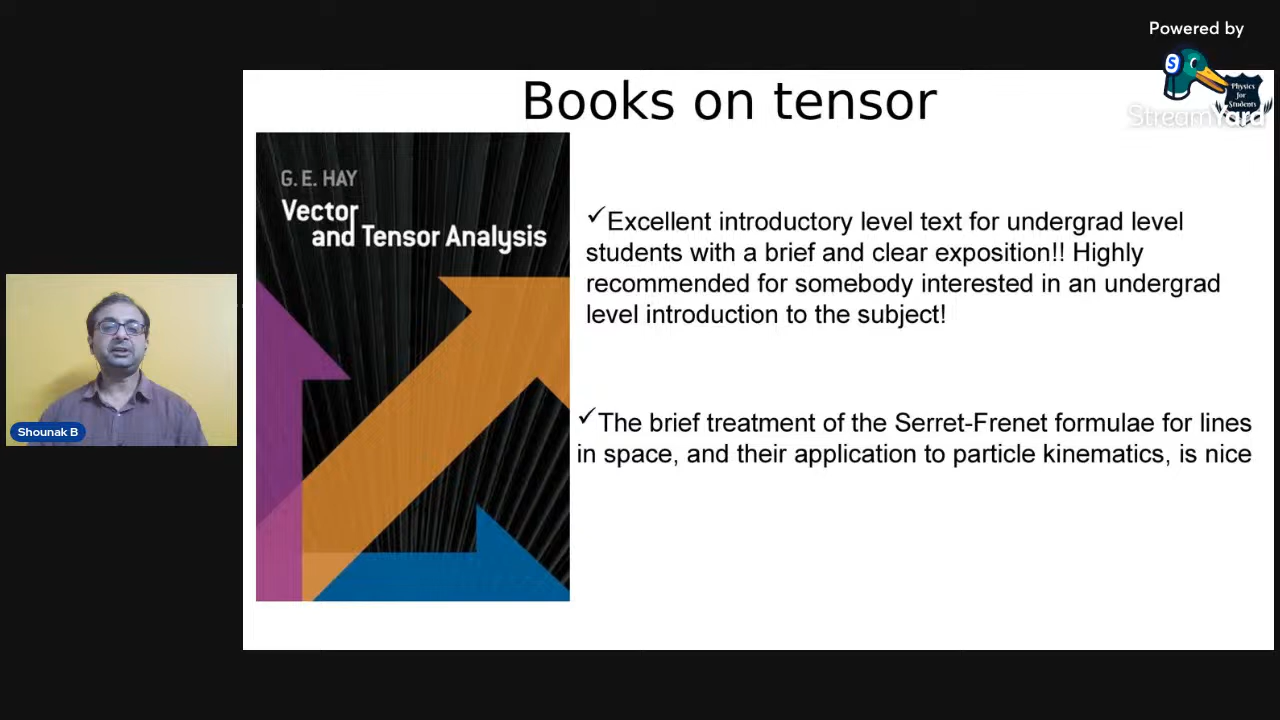 Powered by
S
Physics
for
Students
StreamYard
Books on tensor
G. E. HAY
Vector
and Tensor Analysis
✓Excellent introductory level text for undergrad level
students with a brief and clear exposition!! Highly
recommended for somebody interested in an undergrad
level introduction to the subject!
Shounak B
✓The brief treatment of the Serret-Frenet formulae for lines
in space, and their application to particle kinematics, is nice